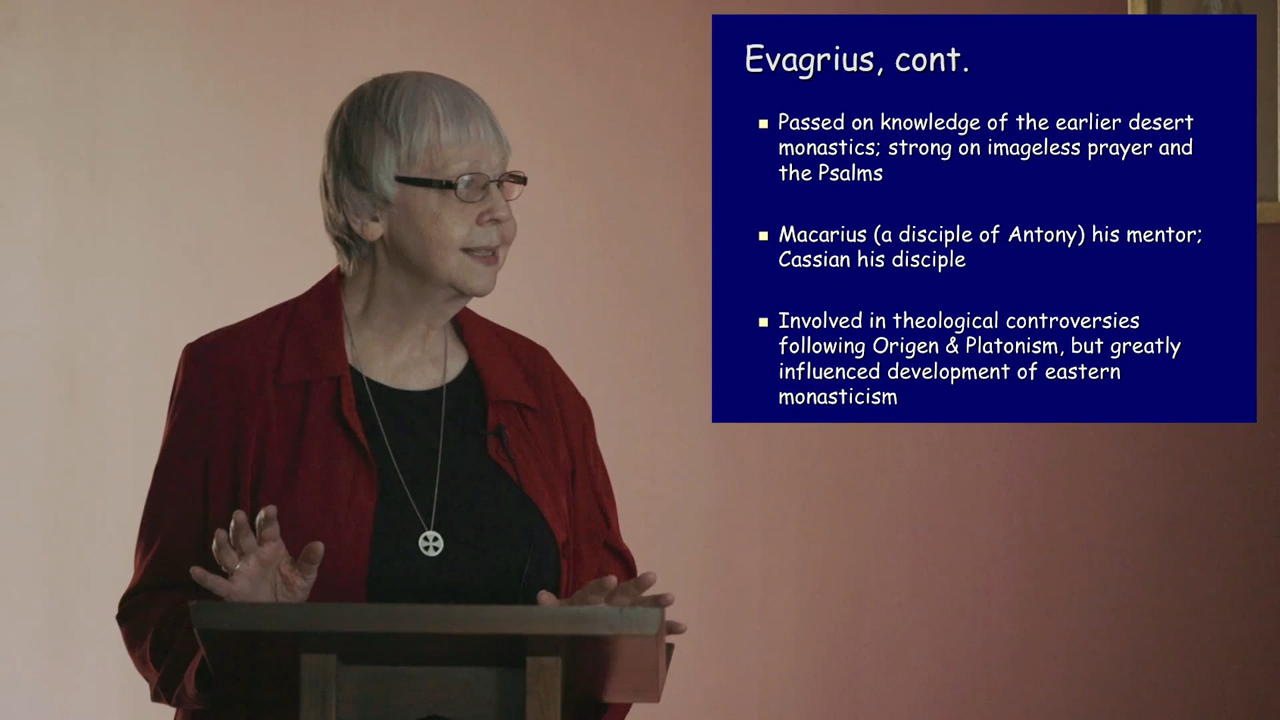 Evagrius, cont.
Passed on knowledge of the earlier desert
monastics; strong on imageless prayer and
the Psalms
Macarius (a disciple of Antony) his mentor;
Cassian his disciple
Involved in theological controversies
following Origen & Platonism, but greatly
influenced development of eastern
monasticism